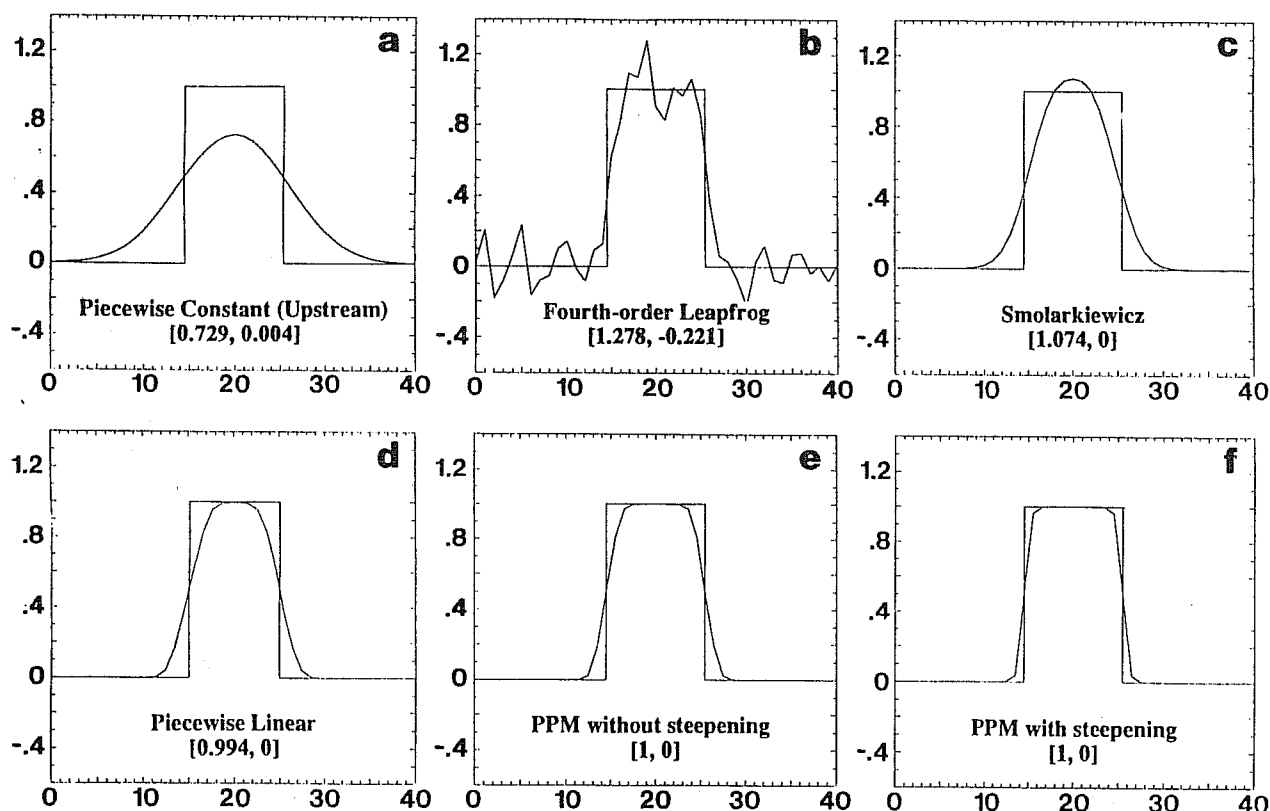 a
1.2
.8
.4
0
-.4
Piecewise Constant (Upstream)
[0.729, 0.004]
0 10 20 30 40
b
1.2
.8
.4
0
-.4
Fourth-order Leapfrog
[1.278, -0.221]
0 10 20 30 40
c
1.2
.8
.4
0
-.4
Smolarkiewicz
[1.074, 0]
0 10 20 30 40
d
1.2
.8
.4
0
-.4
Piecewise Linear
[0.994, 0]
0 10 20 30 40
e
1.2
.8
.4
0
-.4
PPM without steepening
[1, 0]
0 10 20 30 40
f
1.2
.8
.4
0
-.4
PPM with steepening
[1, 0]
0 10 20 30 40